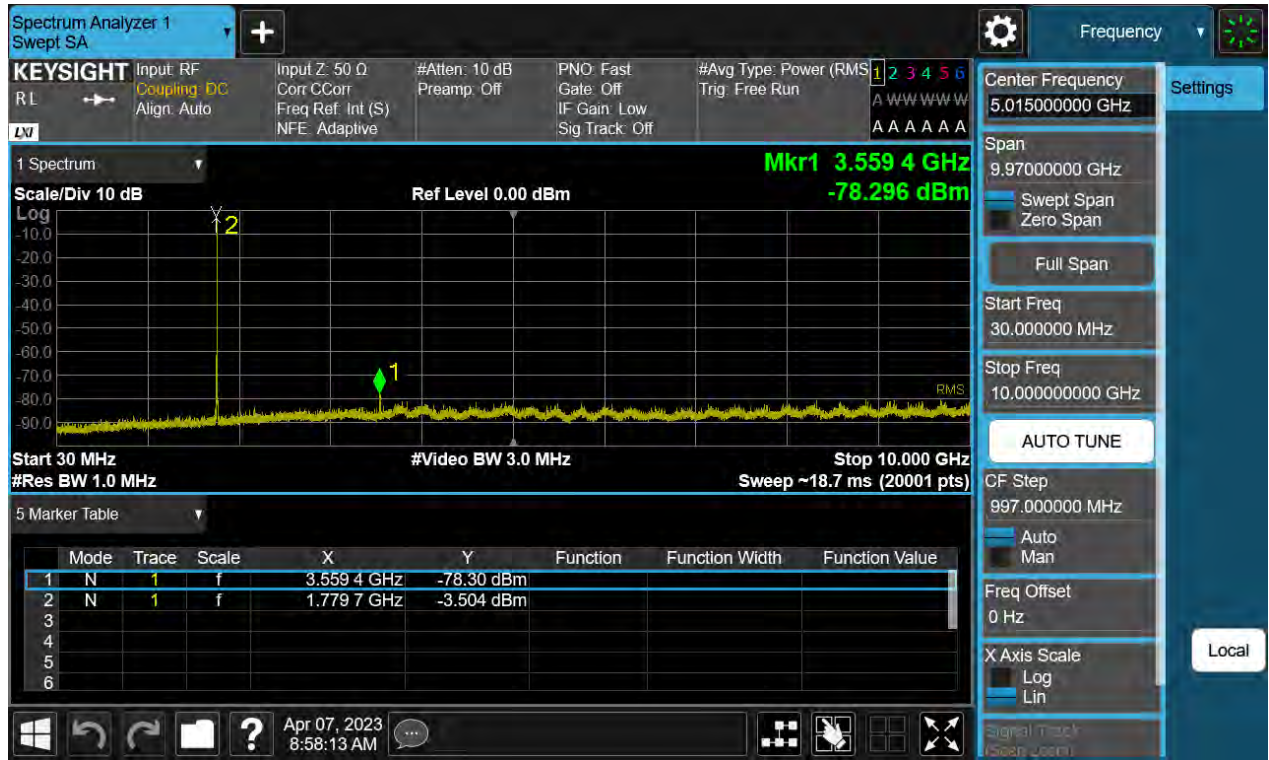 Spectrum Analyzer 1
Swept SA
+
Frequency
KEYSIGHT
RL
LXI
Input: RF
Coupling: DC
Align: Auto
Input Z: 50 Ω
Corr CCorr
Freq Ref: Int (S)
NFE: Adaptive
#Atten: 10 dB
Preamp: Off
PNO: Fast
Gate: Off
IF Gain: Low
Sig Track: Off
#Avg Type: Power (RMS
Trig: Free Run
1 2 3 4 5 6
A W W W W W
A A A A A A
1 Spectrum
Mkr1 3.559 4 GHz
-78.296 dBm
Scale/Div 10 dB
Ref Level 0.00 dBm
Log
-10.0
-20.0
-30.0
-40.0
-50.0
-60.0
-70.0
-80.0
-90.0
2
1
RMS
Start 30 MHz
#Video BW 3.0 MHz
Stop 10.000 GHz
#Res BW 1.0 MHz
Sweep ~18.7 ms (20001 pts)
5 Marker Table
Mode Trace Scale X Y Function Function Width Function Value
1 N 1 f 3.559 4 GHz -78.30 dBm
2 N 1 f 1.779 7 GHz -3.504 dBm
3
4
5
6
?
Apr 07, 2023
8:58:13 AM
Center Frequency
5.015000000 GHz
Settings
Span
9.97000000 GHz
Swept Span
Zero Span
Full Span
Start Freq
30.000000 MHz
Stop Freq
10.000000000 GHz
AUTO TUNE
CF Step
997.000000 MHz
Auto
Man
Freq Offset
0 Hz
X Axis Scale
Log
Lin
Local
Signal Track
(Span Zoom)